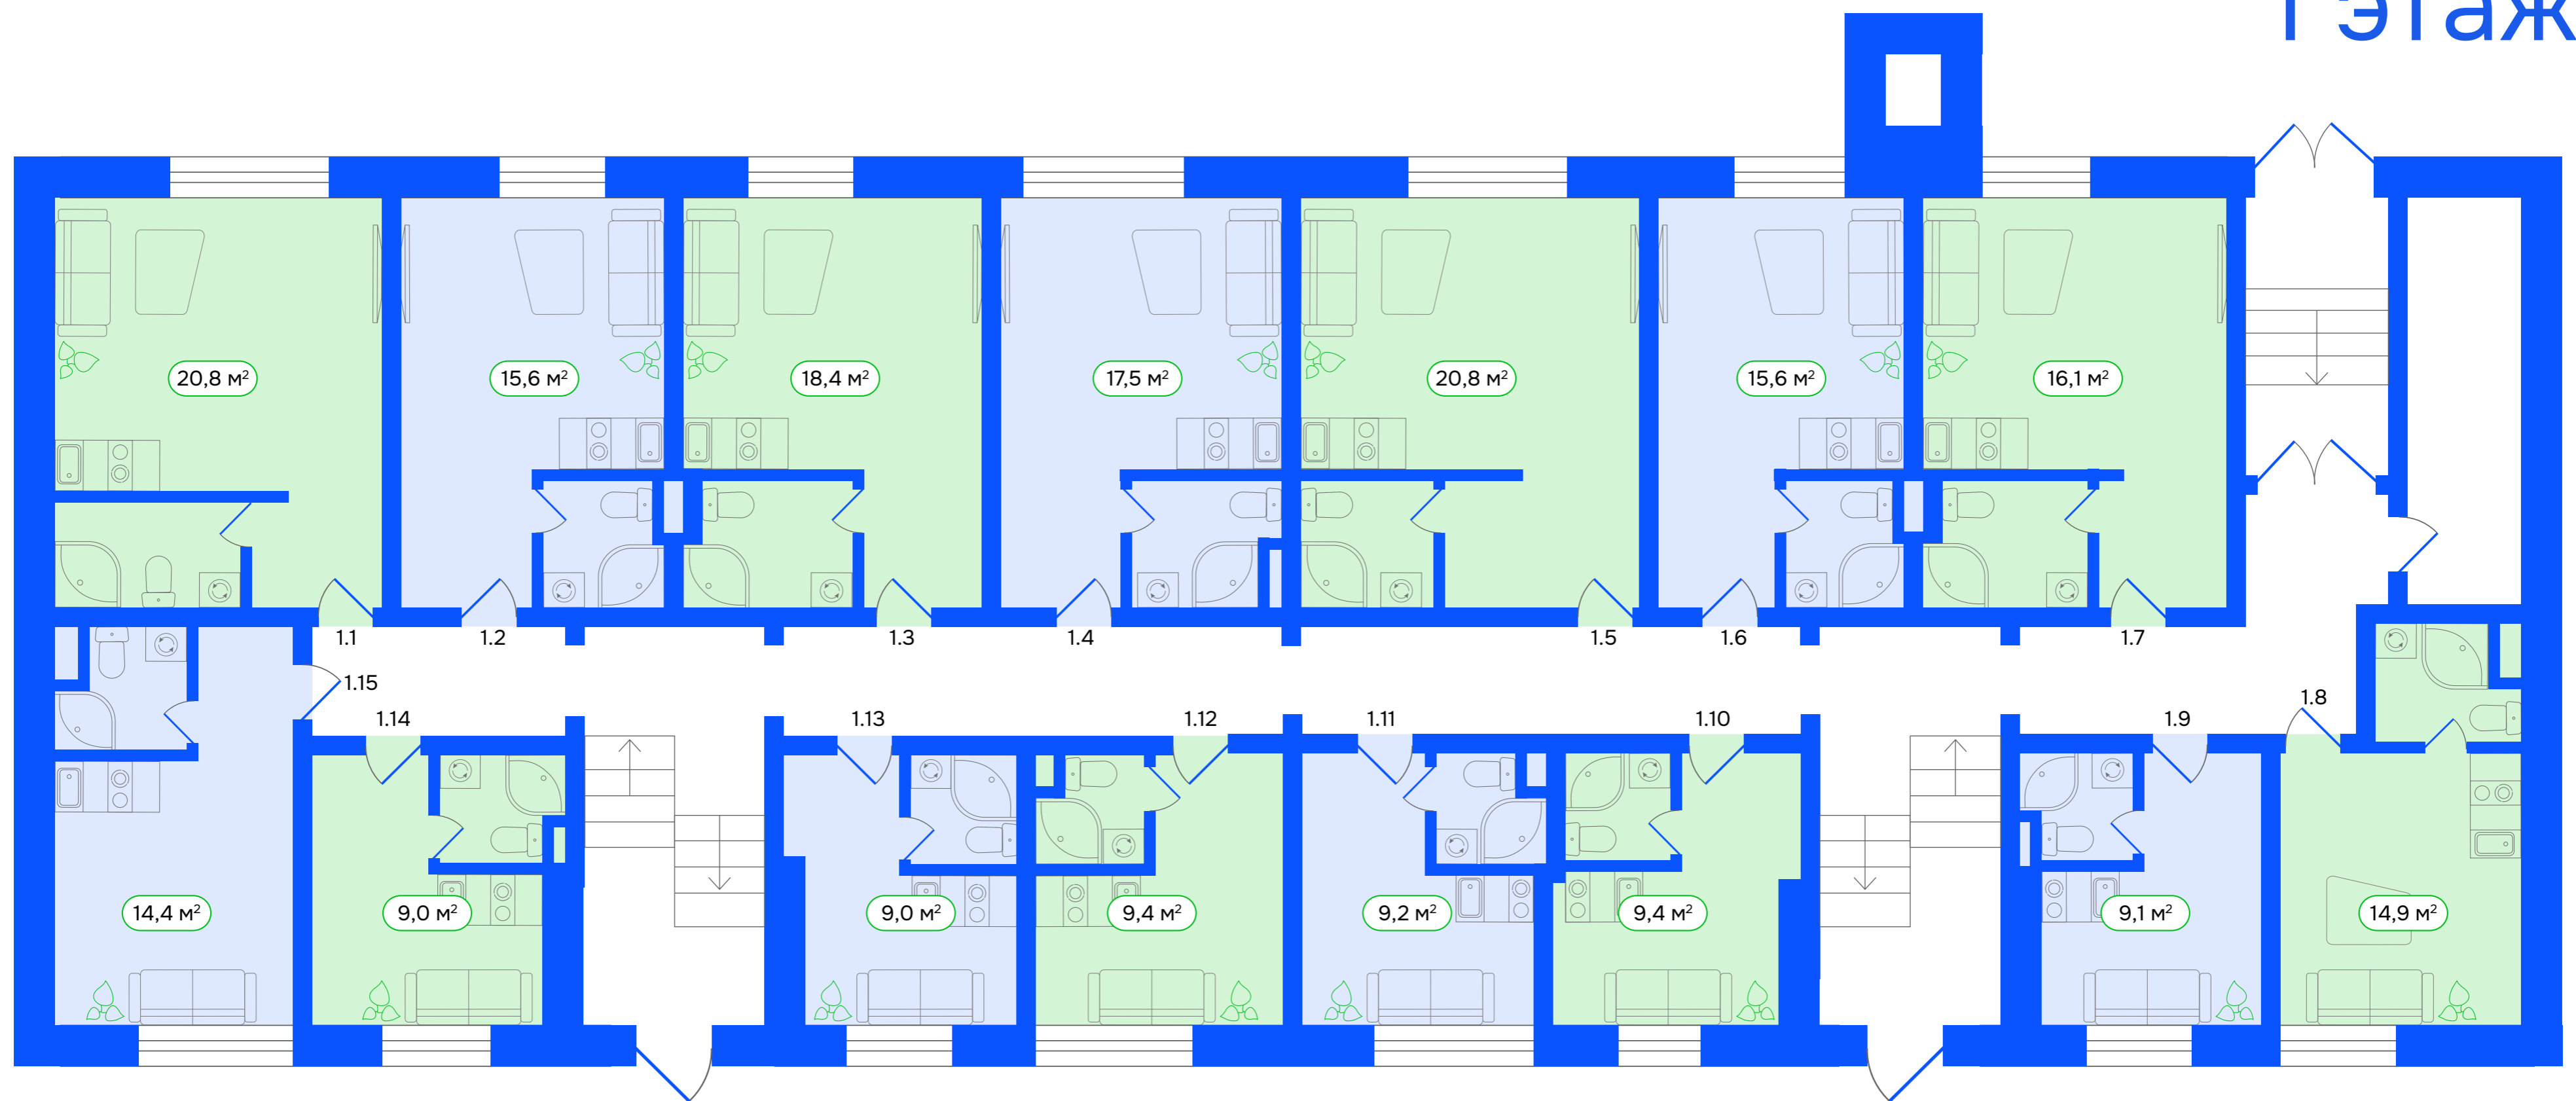 1 этаж
20,8 м²
15,6 м²
18,4 м²
17,5 м²
20,8 м²
15,6 м²
16,1 м²
1.1
1.2
1.3
1.4
1.5
1.6
1.7
1.15
1.14
1.13
1.12
1.11
1.10
1.9
1.8
14,4 м²
9,0 м²
9,0 м²
9,4 м²
9,2 м²
9,4 м²
9,1 м²
14,9 м²